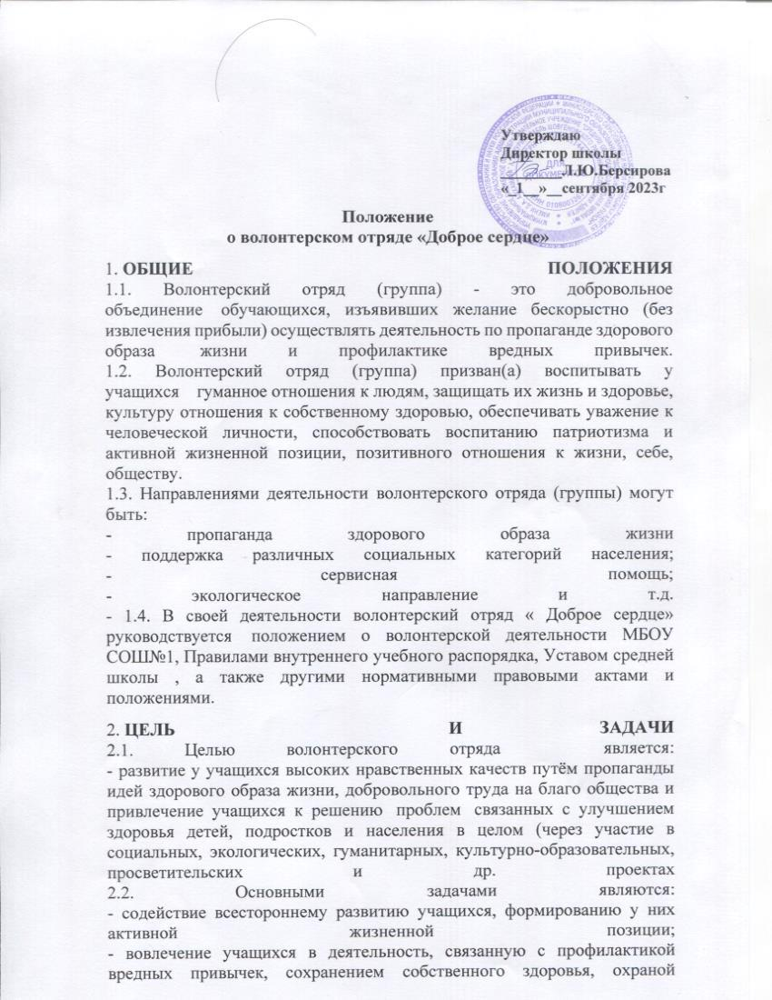 Утверждаю
Директор школы
________Л.Ю.Берсирова
«_1__»__сентября 2023г
ДЛЯ
ДОКУМЕНТОВ
Положение
о волонтерском отряде «Доброе сердце»
1. ОБЩИЕ ПОЛОЖЕНИЯ
1.1. Волонтерский отряд (группа) - это добровольное
объединение обучающихся, изъявивших желание бескорыстно (без
извлечения прибыли) осуществлять деятельность по пропаганде здорового
образа жизни и профилактике вредных привычек.
1.2. Волонтерский отряд (группа) призван(а) воспитывать у
учащихся гуманное отношения к людям, защищать их жизнь и здоровье,
культуру отношения к собственному здоровью, обеспечивать уважение к
человеческой личности, способствовать воспитанию патриотизма и
активной жизненной позиции, позитивного отношения к жизни, себе,
обществу.
1.3. Направлениями деятельности волонтерского отряда (группы) могут
быть:
- пропаганда здорового образа жизни
- поддержка различных социальных категорий населения;
- сервисная помощь;
- экологическое направление и т.д.
- 1.4. В своей деятельности волонтерский отряд « Доброе сердце»
руководствуется положением о волонтерской деятельности МБОУ
СОШ№1, Правилами внутреннего учебного распорядка, Уставом средней
школы , а также другими нормативными правовыми актами и
положениями.
2. ЦЕЛЬ И ЗАДАЧИ
2.1. Целью волонтерского отряда является:
- развитие у учащихся высоких нравственных качеств путём пропаганды
идей здорового образа жизни, добровольного труда на благо общества и
привлечение учащихся к решению проблем связанных с улучшением
здоровья детей, подростков и населения в целом (через участие в
социальных, экологических, гуманитарных, культурно-образовательных,
просветительских и др. проектах
2.2. Основными задачами являются:
- содействие всестороннему развитию учащихся, формированию у них
активной жизненной позиции;
- вовлечение учащихся в деятельность, связанную с профилактикой
вредных привычек, сохранением собственного здоровья, охраной